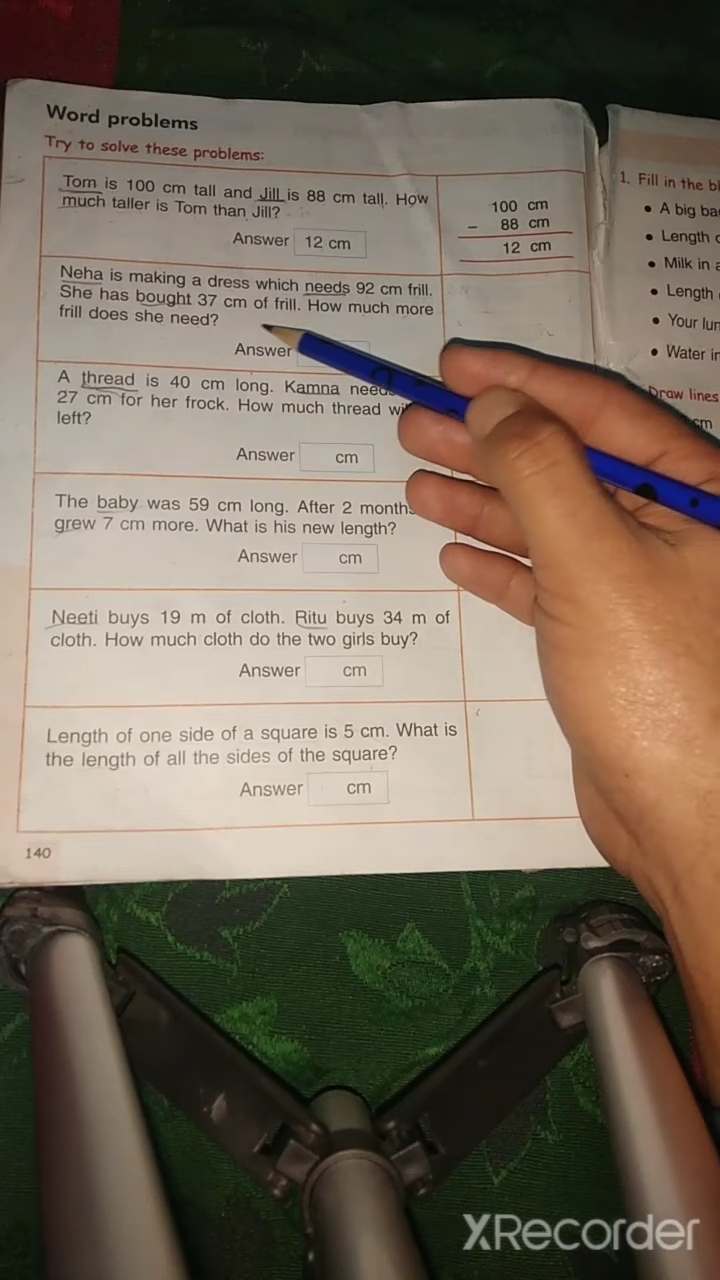 Word problems
Try to solve these problems:
Tom is 100 cm tall and Jill is 88 cm tall. How
much taller is Tom than Jill?
Answer 12 cm
100 cm
– 88 cm
12 cm
Neha is making a dress which needs 92 cm frill.
She has bought 37 cm of frill. How much more
frill does she need?
Answer
A thread is 40 cm long. Kamna
27 cm for her frock. How much thread
left?
Answer cm
The baby was 59 cm long. After 2 months
grew 7 cm more. What is his new length?
Answer cm
Neeti buys 19 m of cloth. Ritu buys 34 m of
cloth. How much cloth do the two girls buy?
Answer cm
Length of one side of a square is 5 cm. What is
the length of all the sides of the square?
Answer cm
140
1. Fill in the
• A big
• Length
• Milk in
• Length
• Your
• Water
Draw lines
cm
XRecorder